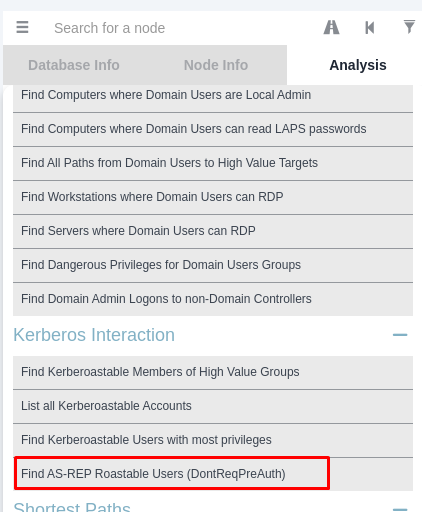 Search for a node
Database Info Node Info Analysis
Find Computers where Domain Users are Local Admin
Find Computers where Domain Users can read LAPS passwords
Find All Paths from Domain Users to High Value Targets
Find Workstations where Domain Users can RDP
Find Servers where Domain Users can RDP
Find Dangerous Privileges for Domain Users Groups
Find Domain Admin Logons to non-Domain Controllers
Kerberos Interaction
Find Kerberoastable Members of High Value Groups
List all Kerberoastable Accounts
Find Kerberoastable Users with most privileges
Find AS-REP Roastable Users (DontReqPreAuth)
Shortest Paths